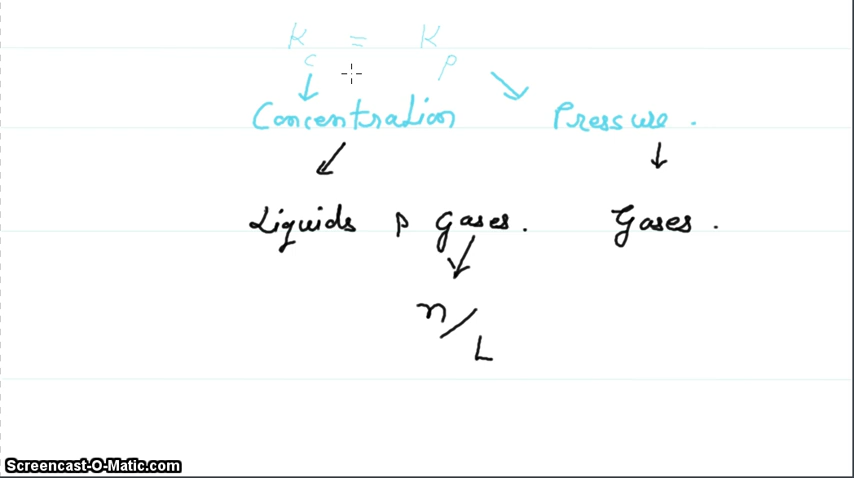 Kc = Kp
Concentration Pressure.
Liquids & gases. Gases.
n/L
Screencast-O-Matic.com